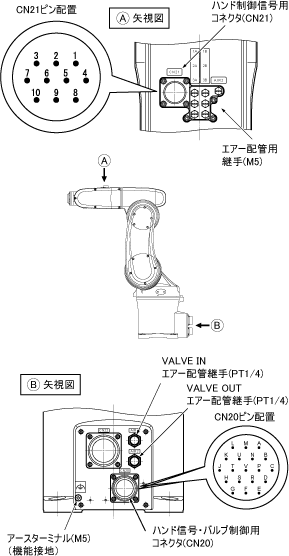 CN21ピン配置
Ⓐ 矢視図
ハンド制御信号用
コネクタ(CN21)
3 2 1
7 6 5 4
10 9 8
CN21
AIR2
エアー配管用
継手(M5)
Ⓐ
Ⓑ
Ⓑ 矢視図
VALVE IN
エアー配管継手(PT1/4)
VALVE OUT
エアー配管継手(PT1/4)
CN20ピン配置
L M A
K U N B
J T V P C
H S R D
G F E
アースターミナル(M5)
(機能接地)
ハンド信号・バルブ制御用
コネクタ(CN20)